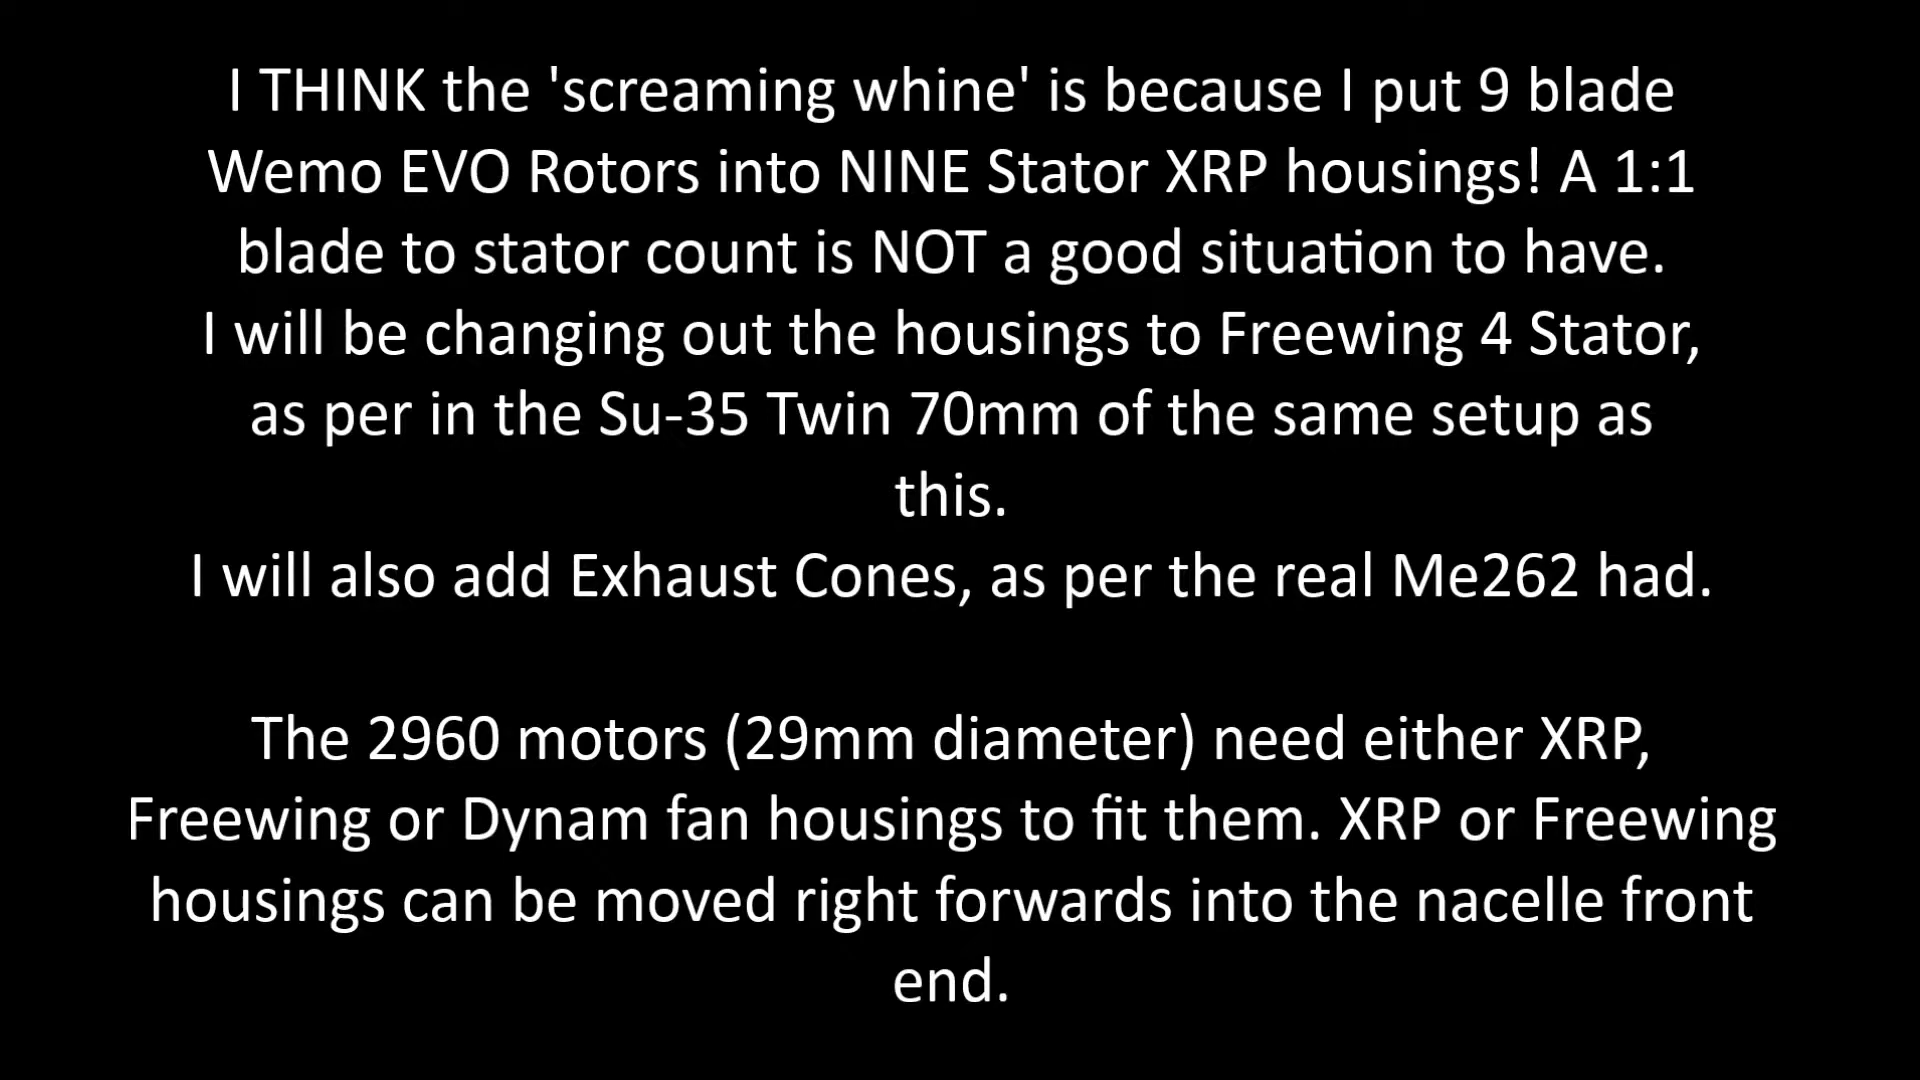 I THINK the 'screaming whine' is because I put 9 blade
Wemo EVO Rotors into NINE Stator XRP housings! A 1:1
blade to stator count is NOT a good situation to have.
I will be changing out the housings to Freewing 4 Stator,
as per in the Su-35 Twin 70mm of the same setup as
this.
I will also add Exhaust Cones, as per the real Me262 had.
The 2960 motors (29mm diameter) need either XRP,
Freewing or Dynam fan housings to fit them. XRP or Freewing
housings can be moved right forwards into the nacelle front
end.